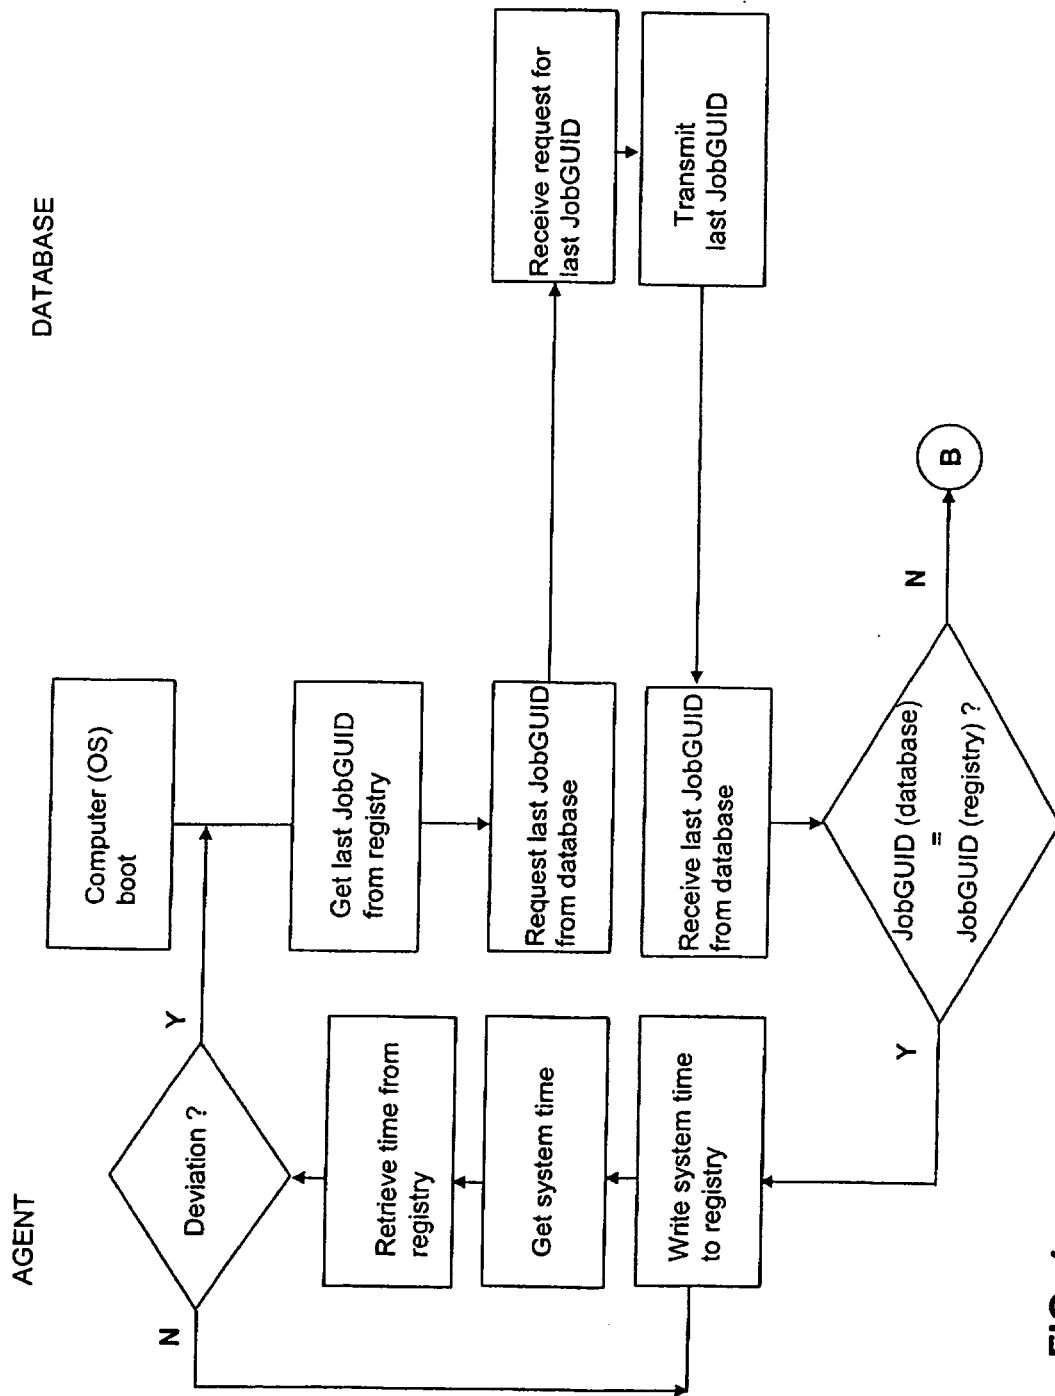 AGENT
DATABASE
Computer (OS)
boot
Deviation ?
Y
N
Get last JobGUID
from registry
Retrieve time from
registry
Request last JobGUID
from database
Receive request for
last JobGUID
Get system time
Transmit
last JobGUID
Receive last JobGUID
from database
Write system time
to registry
JobGUID (database)
=
JobGUID (registry) ?
Y
N
B